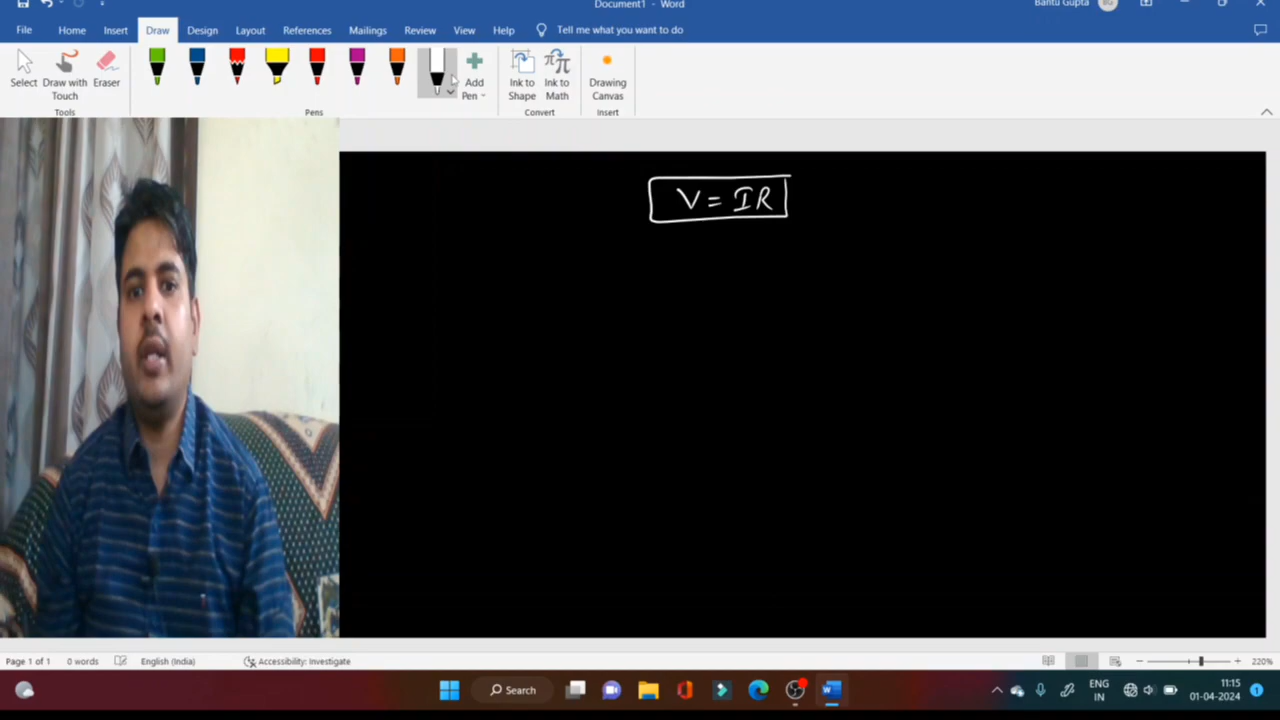 Document1 - Word
Bantu Gupta
BG
File Home Insert Draw Design Layout References Mailings Review View Help Tell me what you want to do
Select
Draw with Touch
Eraser
Add Pen
Ink to Shape
Ink to Math
Drawing Canvas
Tools Pens Convert Insert
V = IR
Page 1 of 1 0 words English (India) Accessibility: Investigate 220%
Search
ENG IN
11:15
01-04-2024
1